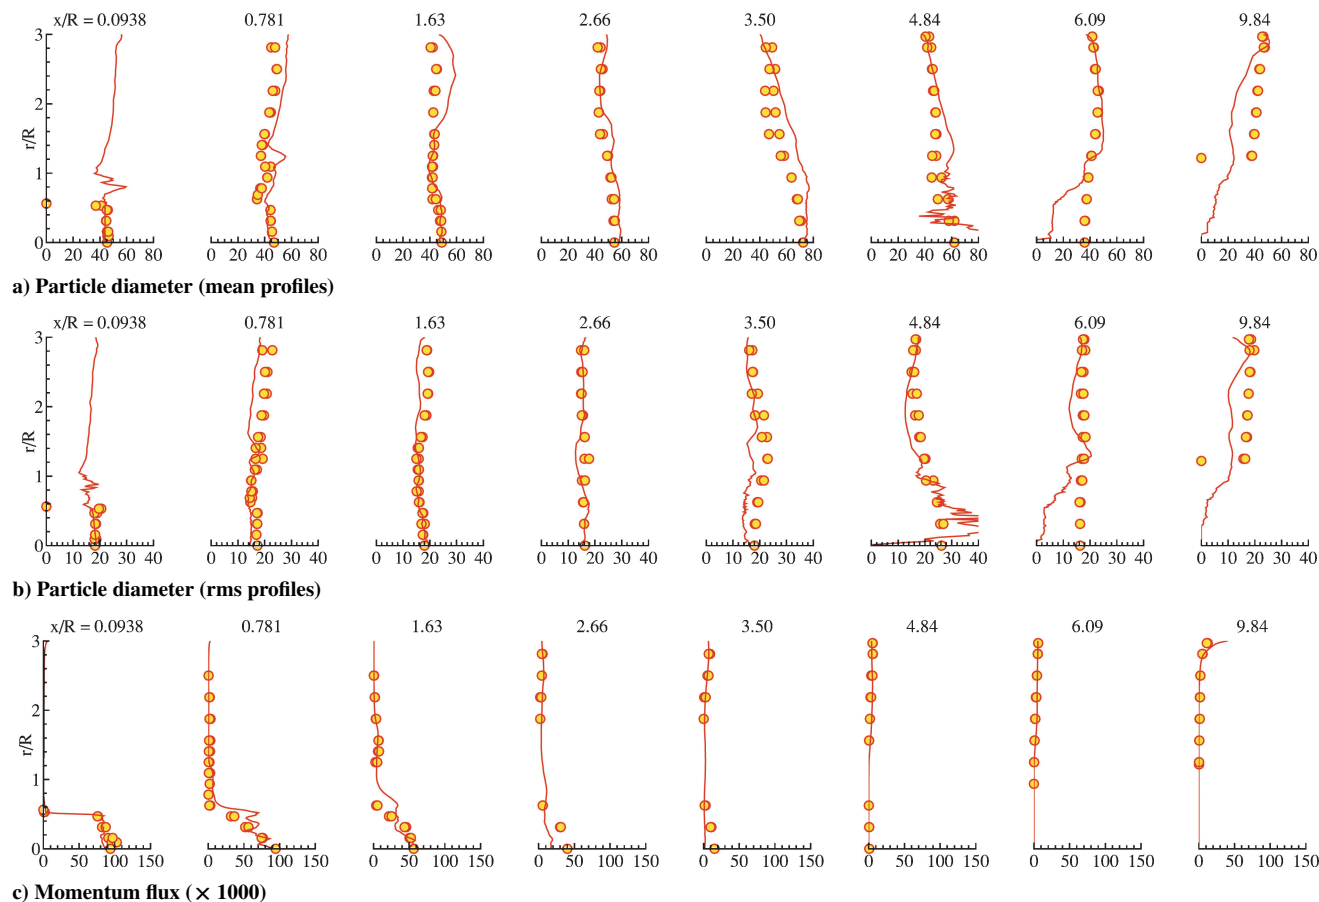 x/R = 0.0938 0.781 1.63 2.66 3.50 4.84 6.09 9.84
3
2
r/R
1
0
0 20 40 60 80 0 20 40 60 80 0 20 40 60 80 0 20 40 60 80 0 20 40 60 80 0 20 40 60 80 0 20 40 60 80 0 20 40 60 80
a) Particle diameter (mean profiles)
x/R = 0.0938 0.781 1.63 2.66 3.50 4.84 6.09 9.84
3
2
r/R
1
0
0 10 20 30 40 0 10 20 30 40 0 10 20 30 40 0 10 20 30 40 0 10 20 30 40 0 10 20 30 40 0 10 20 30 40 0 10 20 30 40
b) Particle diameter (rms profiles)
x/R = 0.0938 0.781 1.63 2.66 3.50 4.84 6.09 9.84
3
2
r/R
1
0
0 50 100 150 0 50 100 150 0 50 100 150 0 50 100 150 0 50 100 150 0 50 100 150 0 50 100 150 0 50 100 150
c) Momentum flux (× 1000)